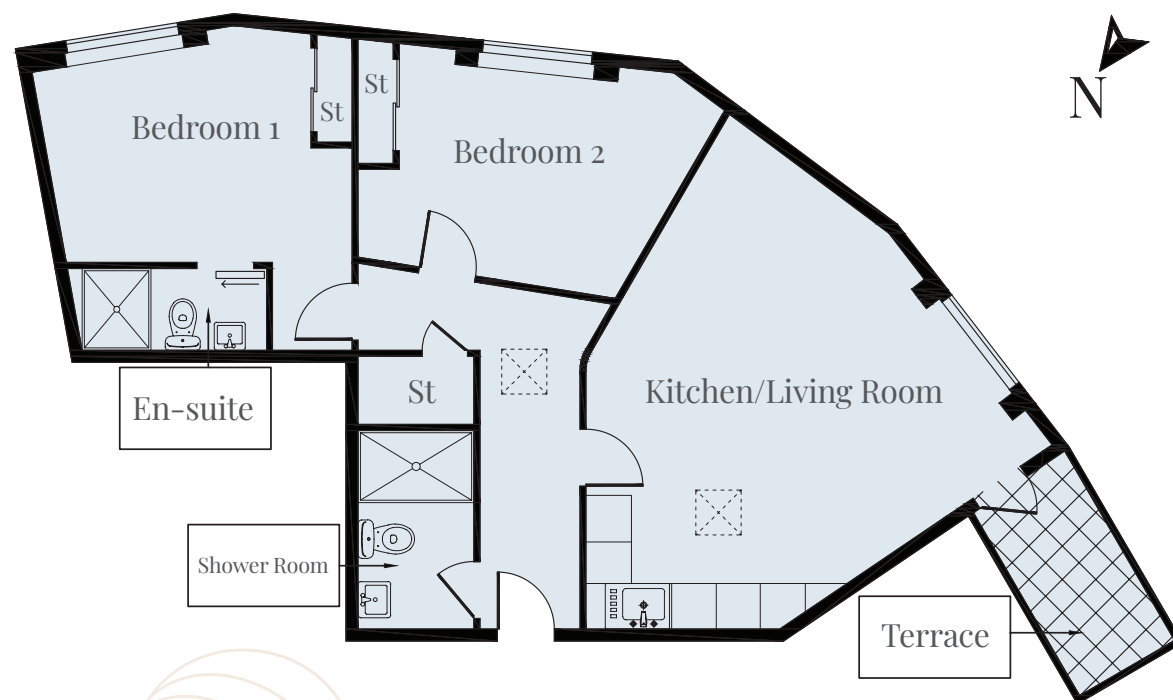 N
St
St
Bedroom 1
Bedroom 2
Kitchen/Living Room
St
En-suite
Shower Room
Terrace